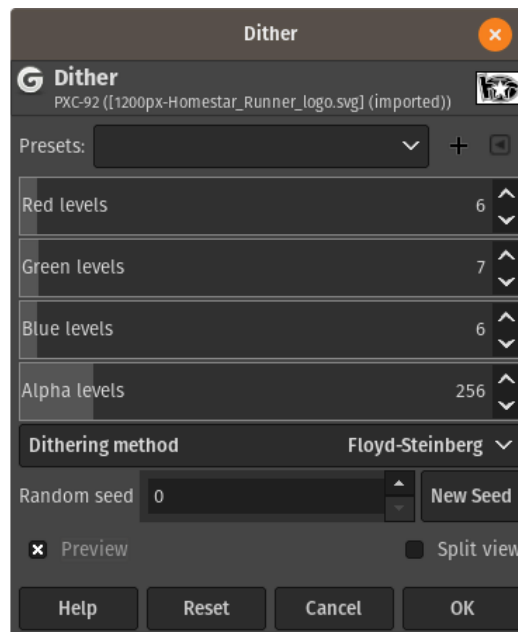 Dither
Dither
PXC-92 ([1200px-Homestar_Runner_logo.svg] (imported))
Presets:
Red levels 6
Green levels 7
Blue levels 6
Alpha levels 256
Dithering method Floyd-Steinberg
Random seed 0 New Seed
Preview Split view
Help Reset Cancel OK